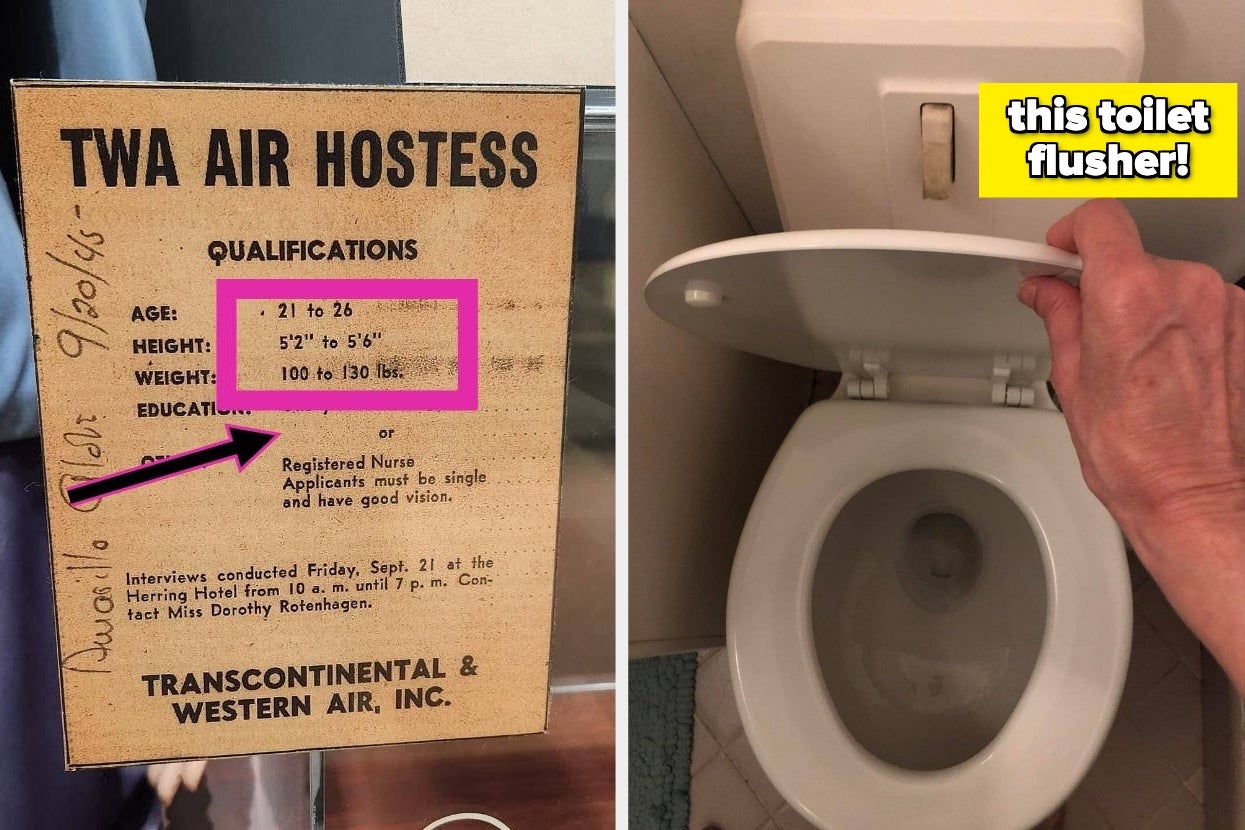 TWA AIR HOSTESS
QUALIFICATIONS
AGE: 21 to 26
HEIGHT: 5'2" to 5'6"
WEIGHT: 100 to 130 lbs.
EDUCATION:
or
Registered Nurse
Applicants must be single
and have good vision.
Interviews conducted Friday, Sept. 21 at the
Herring Hotel from 10 a. m. until 7 p. m. Con-
tact Miss Dorothy Rotenhagen.
TRANSCONTINENTAL &
WESTERN AIR, INC.
Amarillo Globe 9/20/45-
this toilet
flusher!